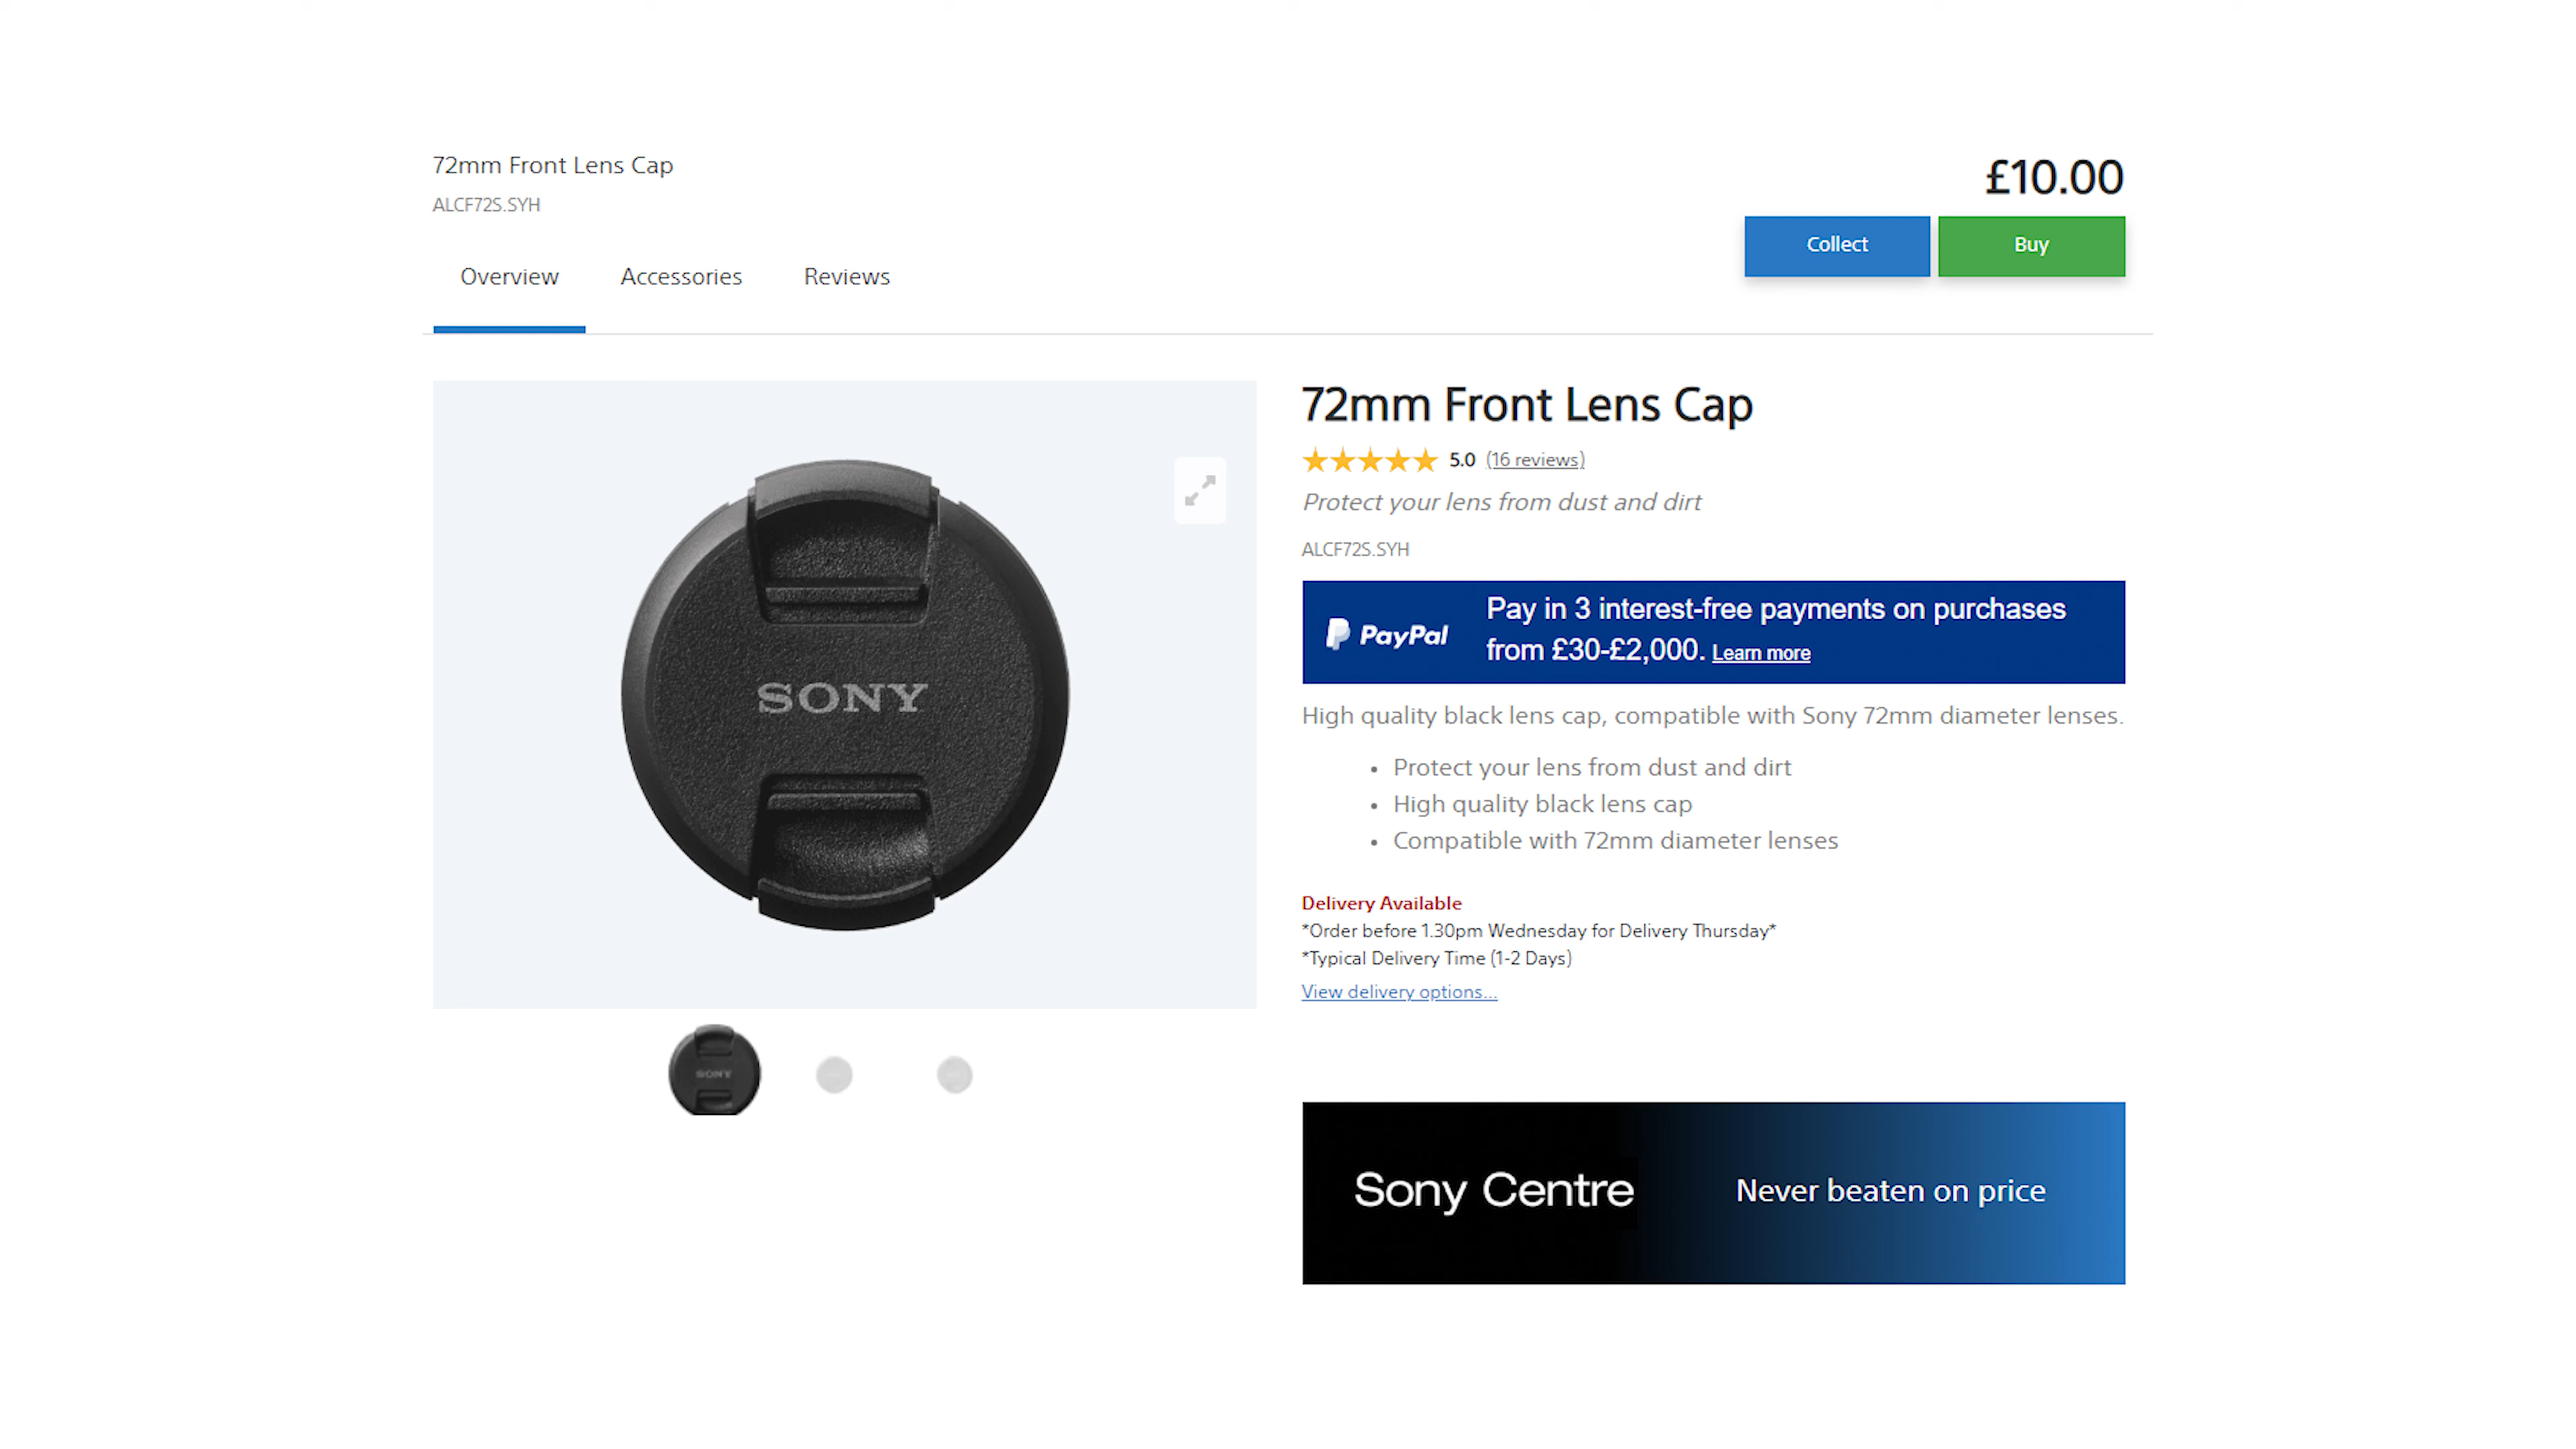 72mm Front Lens Cap
ALCF72S.SYH
£10.00
Collect
Buy
Overview
Accessories
Reviews
SONY
72mm Front Lens Cap
5.0 (16 reviews)
Protect your lens from dust and dirt
ALCF72S.SYH
PayPal
Pay in 3 interest-free payments on purchases
from £30-£2,000. Learn more
High quality black lens cap, compatible with Sony 72mm diameter lenses.
Protect your lens from dust and dirt
High quality black lens cap
Compatible with 72mm diameter lenses
Delivery Available
*Order before 1.30pm Wednesday for Delivery Thursday*
*Typical Delivery Time (1-2 Days)
View delivery options...
SONY
Sony Centre
Never beaten on price